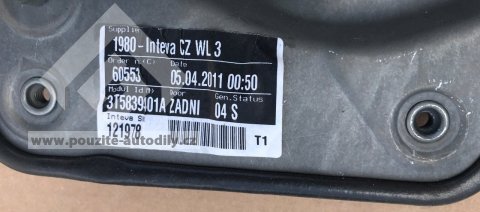 Supplier
1980-Inteva CZ WL 3
Order n.(C) Date
60553 05.04.2011 00:50
Modul Id(M) Door Gen.Status
3T5839401A ZADNI 04 S
Inteva SN
121978 T1
www.pouzite-autodily.cz